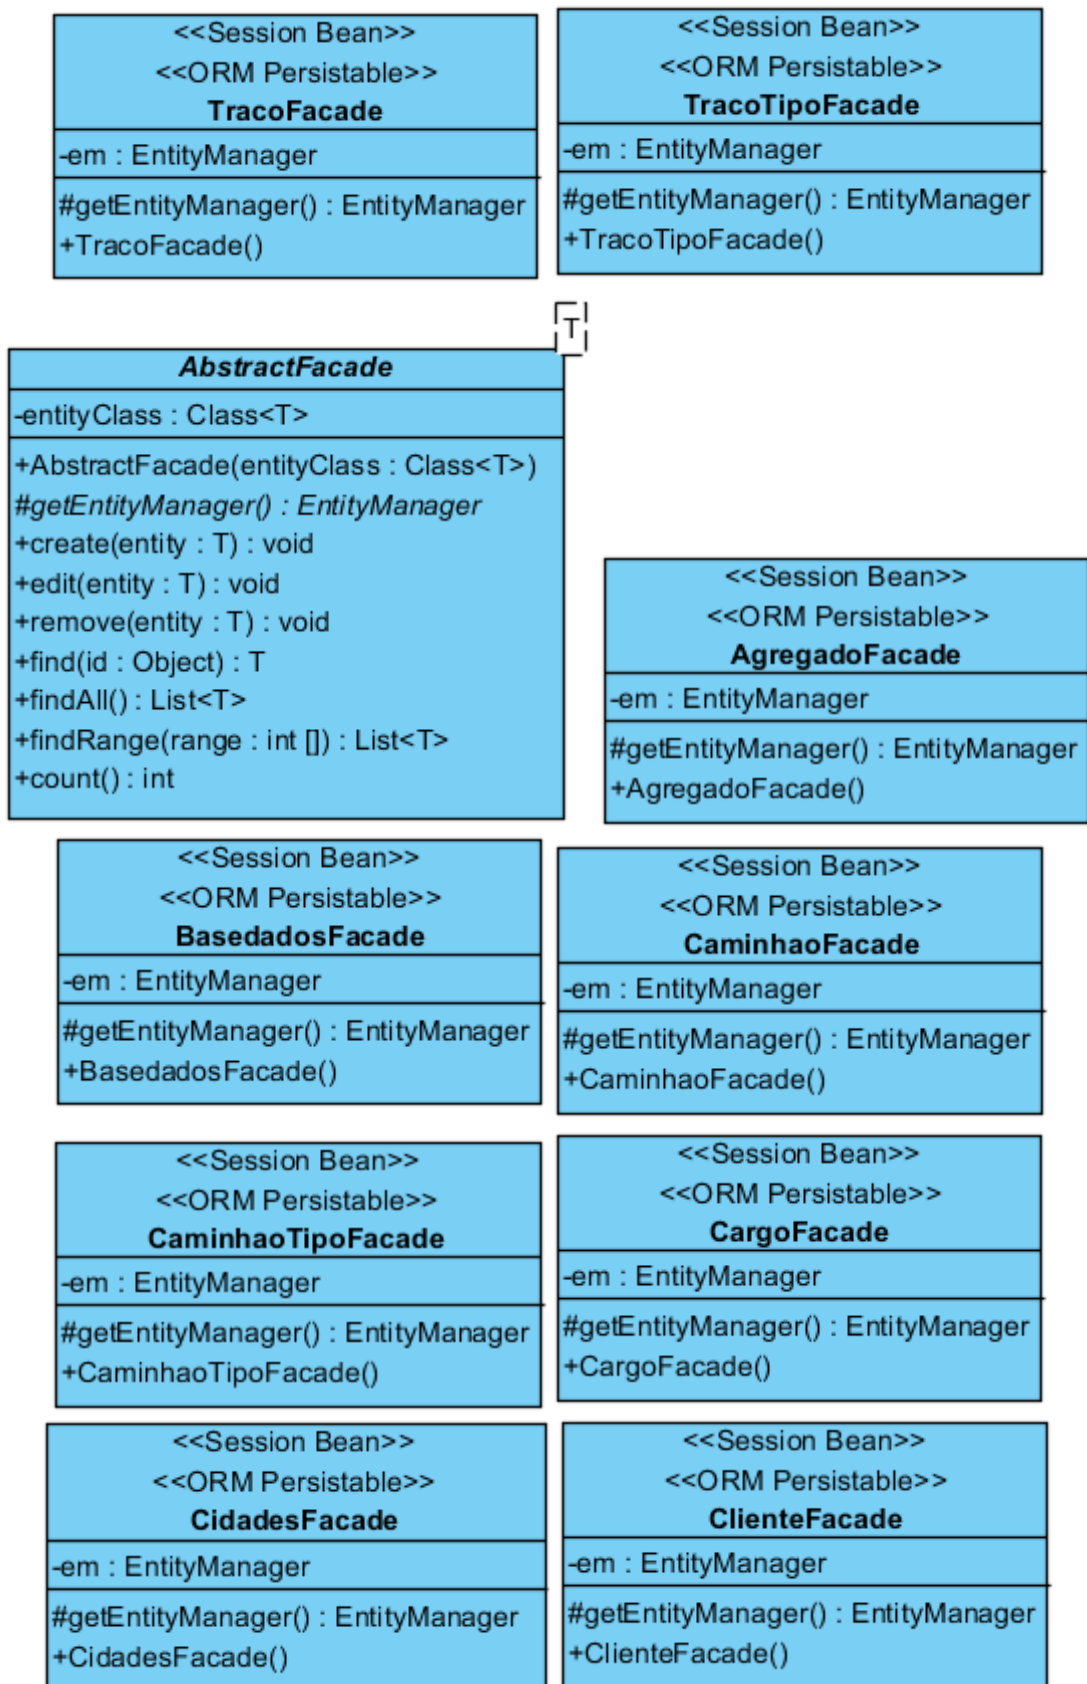 <<Session Bean>>
<<ORM Persistable>>
TracoFacade
-em : EntityManager
#getEntityManager() : EntityManager
+TracoFacade()
<<Session Bean>>
<<ORM Persistable>>
TracoTipoFacade
-em : EntityManager
#getEntityManager() : EntityManager
+TracoTipoFacade()
T
AbstractFacade
-entityClass : Class<T>
+AbstractFacade(entityClass : Class<T>)
#getEntityManager() : EntityManager
+create(entity : T) : void
+edit(entity : T) : void
+remove(entity : T) : void
+find(id : Object) : T
+findAll() : List<T>
+findRange(range : int []) : List<T>
+count() : int
<<Session Bean>>
<<ORM Persistable>>
AgregadoFacade
-em : EntityManager
#getEntityManager() : EntityManager
+AgregadoFacade()
<<Session Bean>>
<<ORM Persistable>>
BasedadosFacade
-em : EntityManager
#getEntityManager() : EntityManager
+BasedadosFacade()
<<Session Bean>>
<<ORM Persistable>>
CaminhaoFacade
-em : EntityManager
#getEntityManager() : EntityManager
+CaminhaoFacade()
<<Session Bean>>
<<ORM Persistable>>
CaminhaoTipoFacade
-em : EntityManager
#getEntityManager() : EntityManager
+CaminhaoTipoFacade()
<<Session Bean>>
<<ORM Persistable>>
CargoFacade
-em : EntityManager
#getEntityManager() : EntityManager
+CargoFacade()
<<Session Bean>>
<<ORM Persistable>>
CidadesFacade
-em : EntityManager
#getEntityManager() : EntityManager
+CidadesFacade()
<<Session Bean>>
<<ORM Persistable>>
ClienteFacade
-em : EntityManager
#getEntityManager() : EntityManager
+ClienteFacade()